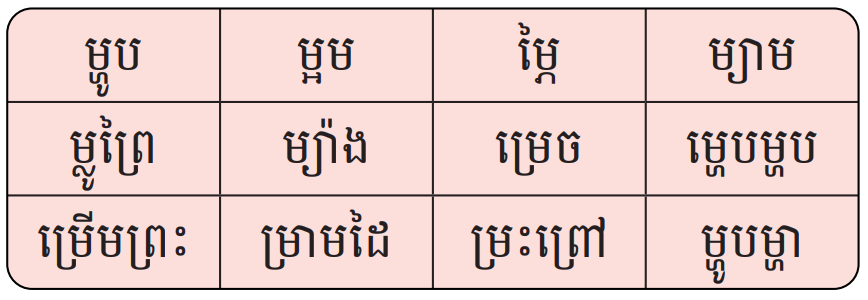 ម្ហូប ម្អម ម្ភៃ ម្យាម
ម្លូព្រៃ ម្យ៉ាង ម្រេច ម្ហេបម្ហប
ម្រើមព្រះ ម្រាមដៃ ម្រះព្រៅ ម្ហូបម្ហា